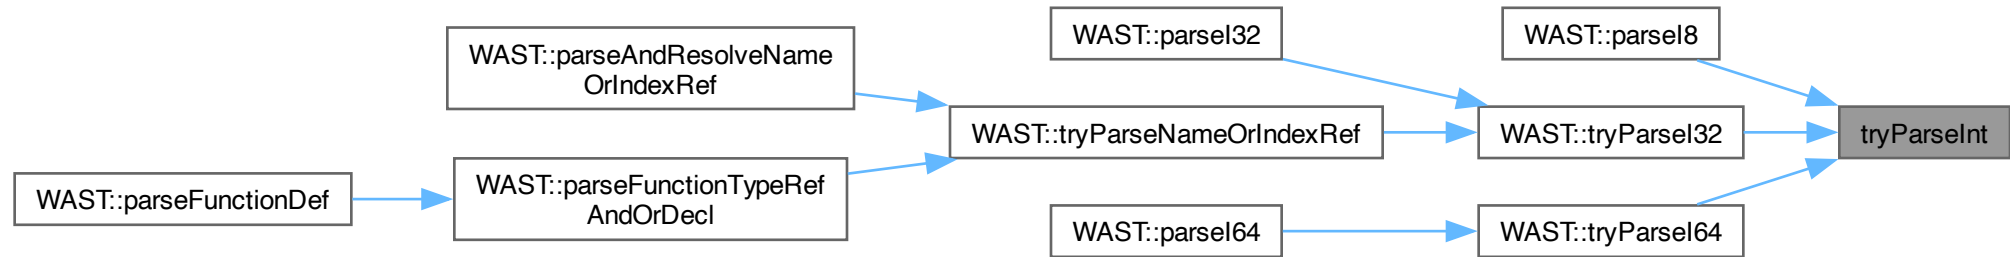 WAST::parseI32
WAST::parseI8
WAST::parseAndResolveName
OrIndexRef
WAST::tryParseNameOrIndexRef
WAST::tryParseI32
tryParseInt
WAST::parseFunctionDef
WAST::parseFunctionTypeRef
AndOrDecl
WAST::parseI64
WAST::tryParseI64